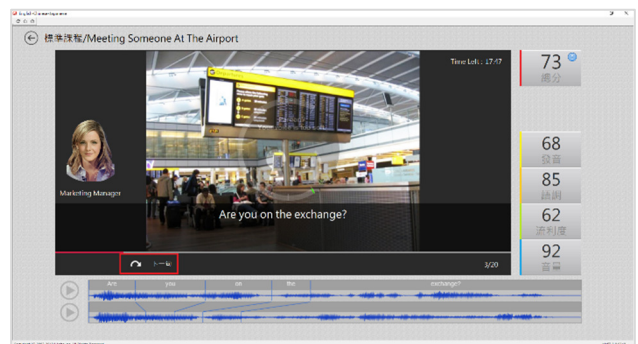 標準課程/Meeting Someone At The Airport
Time Left : 17:47
73
總分
68
發音
85
語調
62
流利度
92
音量
Marketing Manager
Are you on the exchange?
3/20
Are you on the exchange?